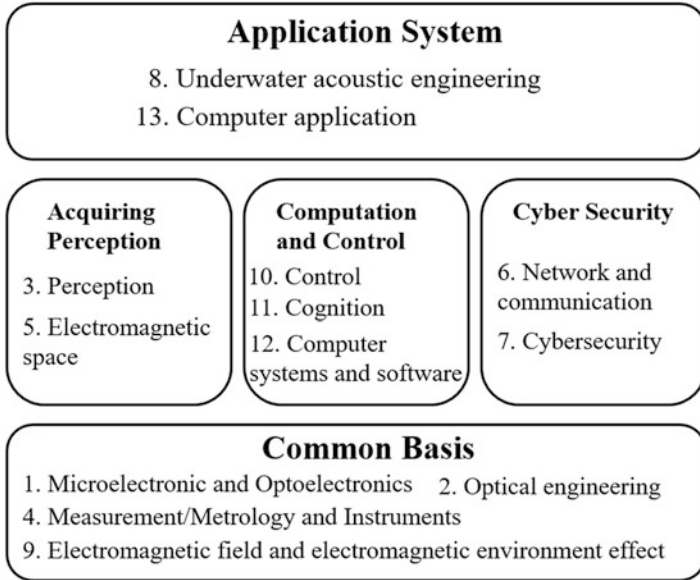 Application System
8. Underwater acoustic engineering
13. Computer application
Acquiring
Perception
3. Perception
5. Electromagnetic
space
Computation
and Control
10. Control
11. Cognition
12. Computer
systems and software
Cyber Security
6. Network and
communication
7. Cybersecurity
Common Basis
1. Microelectronic and Optoelectronics 2. Optical engineering
4. Measurement/Metrology and Instruments
9. Electromagnetic field and electromagnetic environment effect